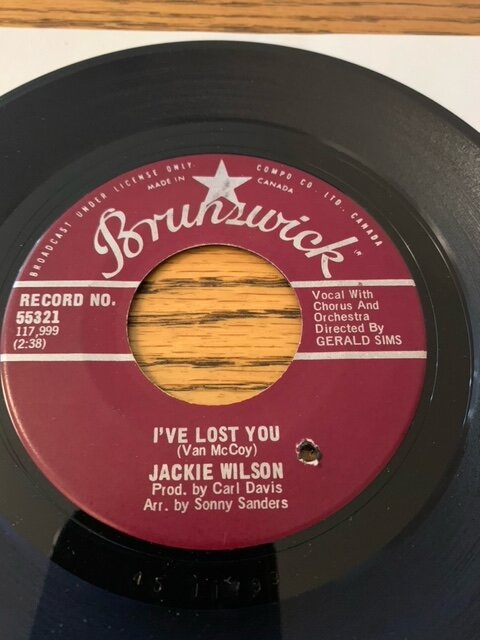 BROADCAST UNDER LICENSE ONLY. MADE IN CANADA COMPO CO. LTD., CANADA
Brunswick
RECORD NO.
55321
117,999
(2:38)
Vocal With
Chorus And
Orchestra
Directed By
GERALD SIMS
I'VE LOST YOU
(Van McCoy)
JACKIE WILSON
Prod. by Carl Davis
Arr. by Sonny Sanders